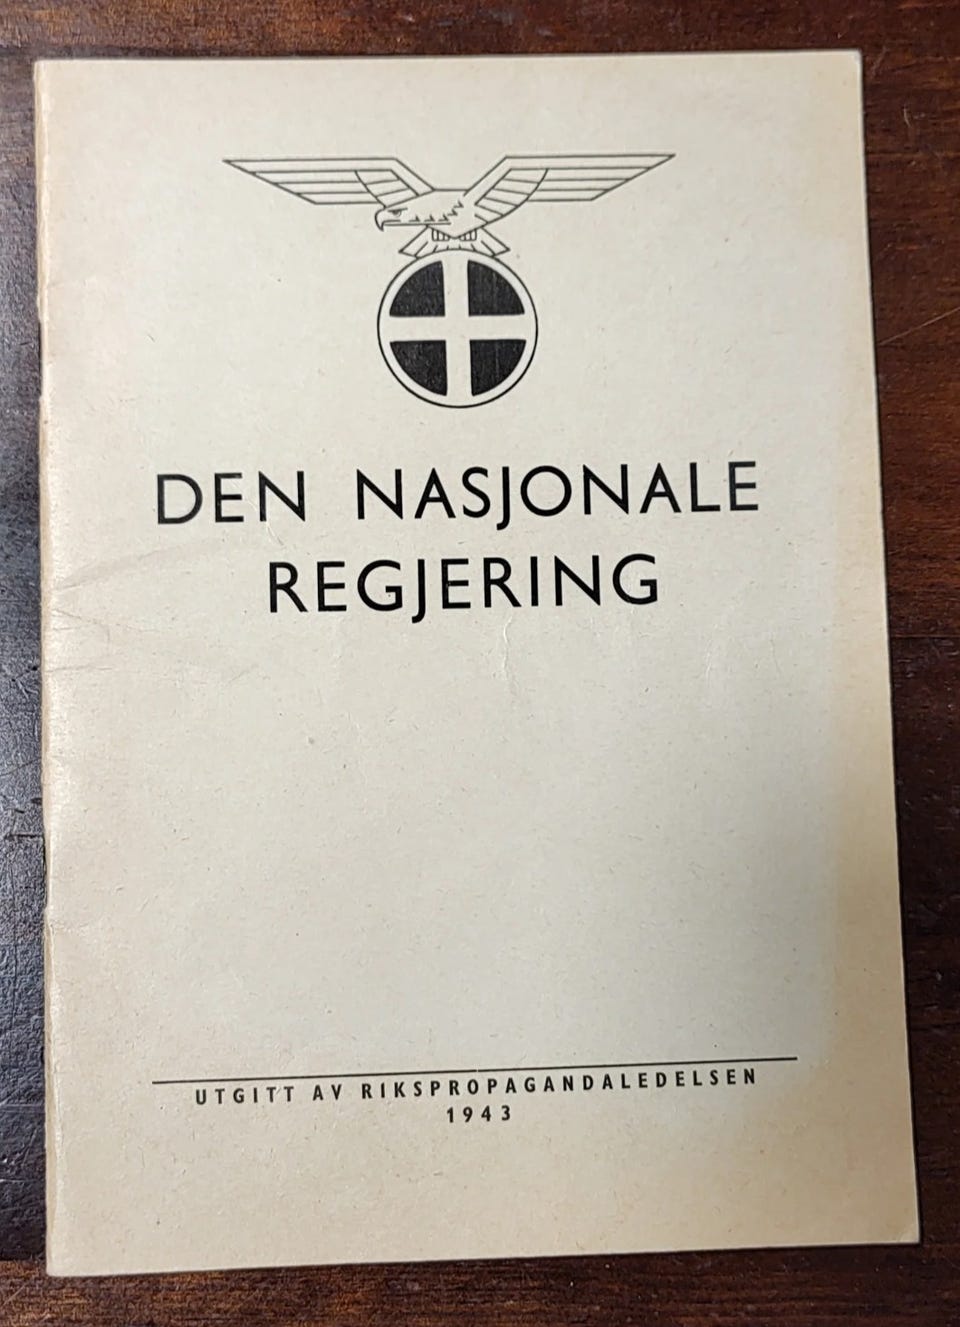 DEN NASJONALE
REGJERING
UTGITT AV RIKSPROPAGANDALEDELSEN
1943